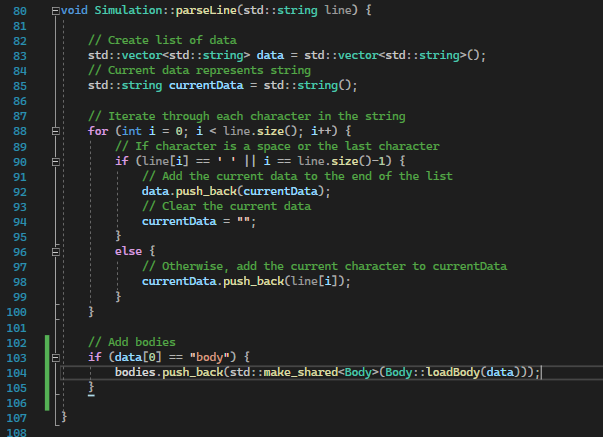 80 void Simulation::parseLine(std::string line) {
81
82 // Create list of data
83 std::vector<std::string> data = std::vector<std::string>();
84 // Current data represents string
85 std::string currentData = std::string();
86
87 // Iterate through each character in the string
88 for (int i = 0; i < line.size(); i++) {
89 // If character is a space or the last character
90 if (line[i] == ' ' || i == line.size()-1) {
91 // Add the current data to the end of the list
92 data.push_back(currentData);
93 // Clear the current data
94 currentData = "";
95 }
96 else {
97 // Otherwise, add the current character to currentData
98 currentData.push_back(line[i]);
99 }
100 }
101
102 // Add bodies
103 if (data[0] == "body") {
104 bodies.push_back(std::make_shared<Body>(Body::loadBody(data)));
105 }
106
107 }
108